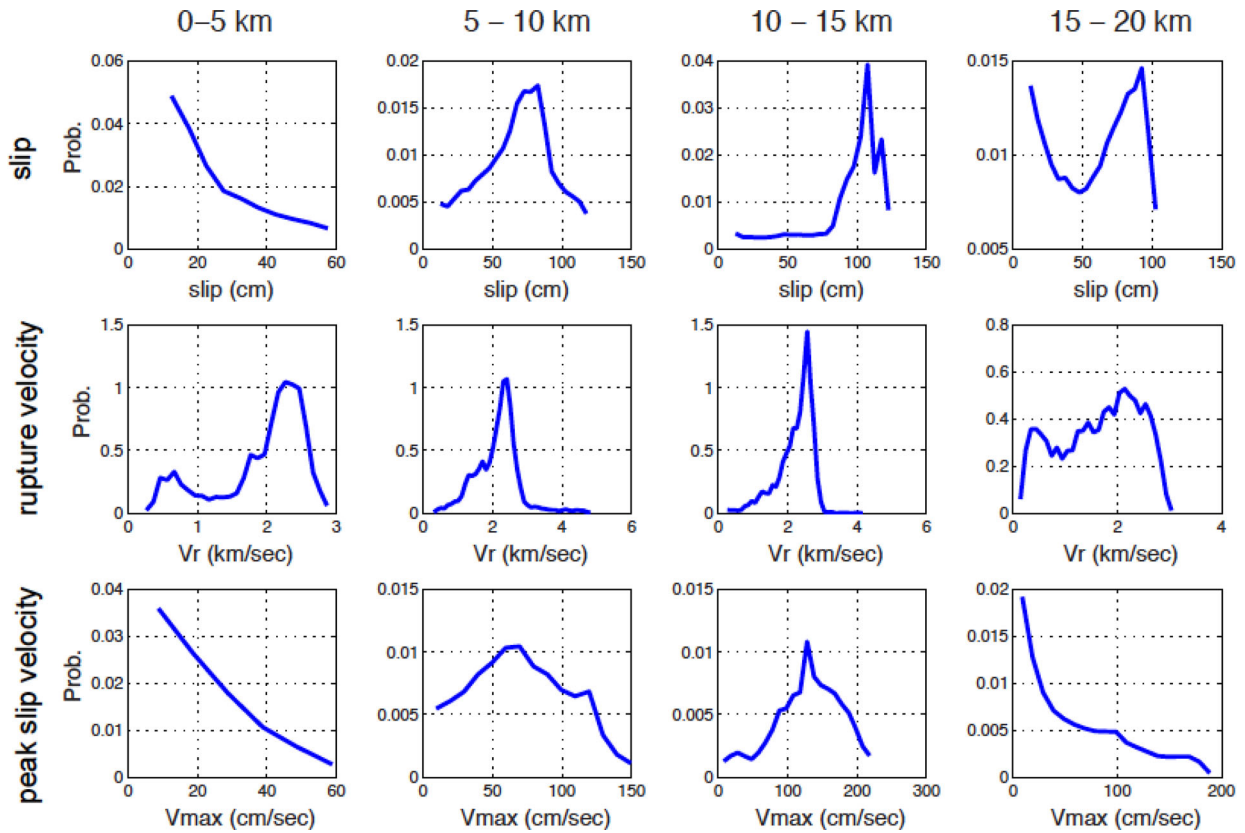 0–5 km 5 – 10 km 10 – 15 km 15 – 20 km
slip
Prob.
0.06 0.04 0.02 0
0 20 40 60
slip (cm)
0.02 0.015 0.01 0.005 0
0 50 100 150
slip (cm)
0.04 0.03 0.02 0.01 0
0 50 100 150
slip (cm)
0.015 0.01 0.005
0 50 100 150
slip (cm)
rupture velocity
Prob.
1.5 1 0.5 0
0 1 2 3
Vr (km/sec)
1.5 1 0.5 0
0 2 4 6
Vr (km/sec)
1.5 1 0.5 0
0 2 4 6
Vr (km/sec)
0.8 0.6 0.4 0.2 0
0 2 4
Vr (km/sec)
peak slip velocity
Prob.
0.04 0.03 0.02 0.01 0
0 20 40 60
Vmax (cm/sec)
0.015 0.01 0.005 0
0 50 100 150
Vmax (cm/sec)
0.015 0.01 0.005 0
0 100 200 300
Vmax (cm/sec)
0.02 0.015 0.01 0.005 0
0 100 200
Vmax (cm/sec)